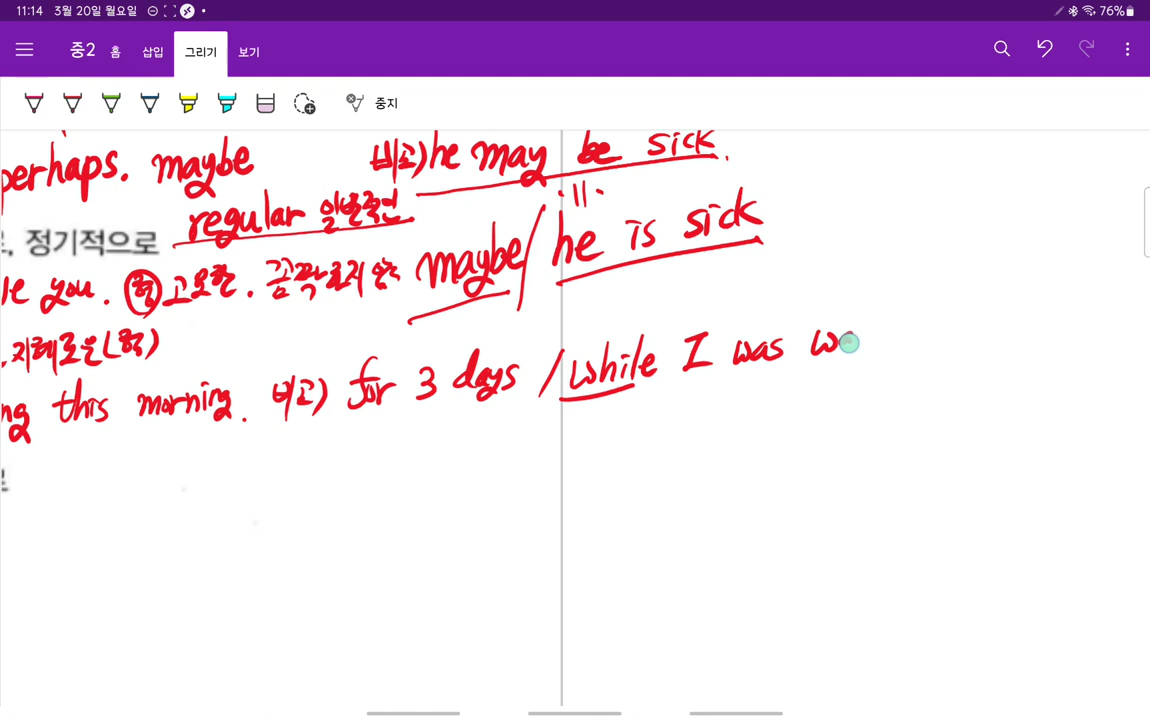 11:14 3월 20일 월요일 76%
중2 홈 삽입 그리기 보기
중지
perhaps. maybe 비교) he may be sick.
regular 일반적인
, 정기적으로
maybe / he is sick
le you. 형 고요한. 꼼짝하지 않는
. 지혜로운(형)
ng this morning. 비교) for 3 days / while I was w